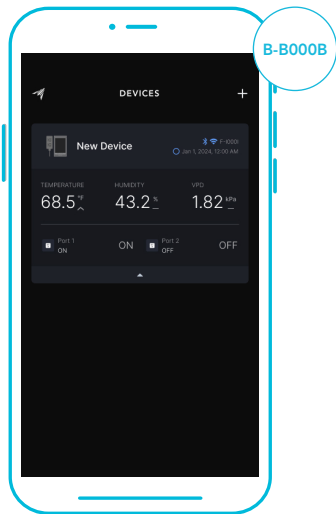 B-B000B
DEVICES +
New Device
F-I000I
Jan 1, 2024, 12:00 AM
TEMPERATURE HUMIDITY VPD
68.5 °F 43.2 % 1.82 kPa
Port 1 ON Port 2 OFF
ON OFF